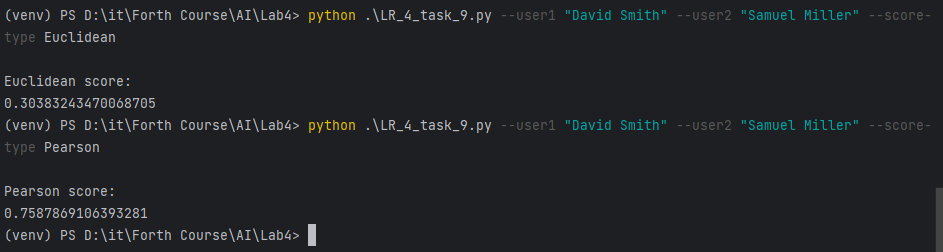 (venv) PS D:\it\Forth Course\AI\Lab4> python .\LR_4_task_9.py --user1 "David Smith" --user2 "Samuel Miller" --score-
type Euclidean
Euclidean score:
0.30383243470068705
(venv) PS D:\it\Forth Course\AI\Lab4> python .\LR_4_task_9.py --user1 "David Smith" --user2 "Samuel Miller" --score-
type Pearson
Pearson score:
0.7587869106393281
(venv) PS D:\it\Forth Course\AI\Lab4>